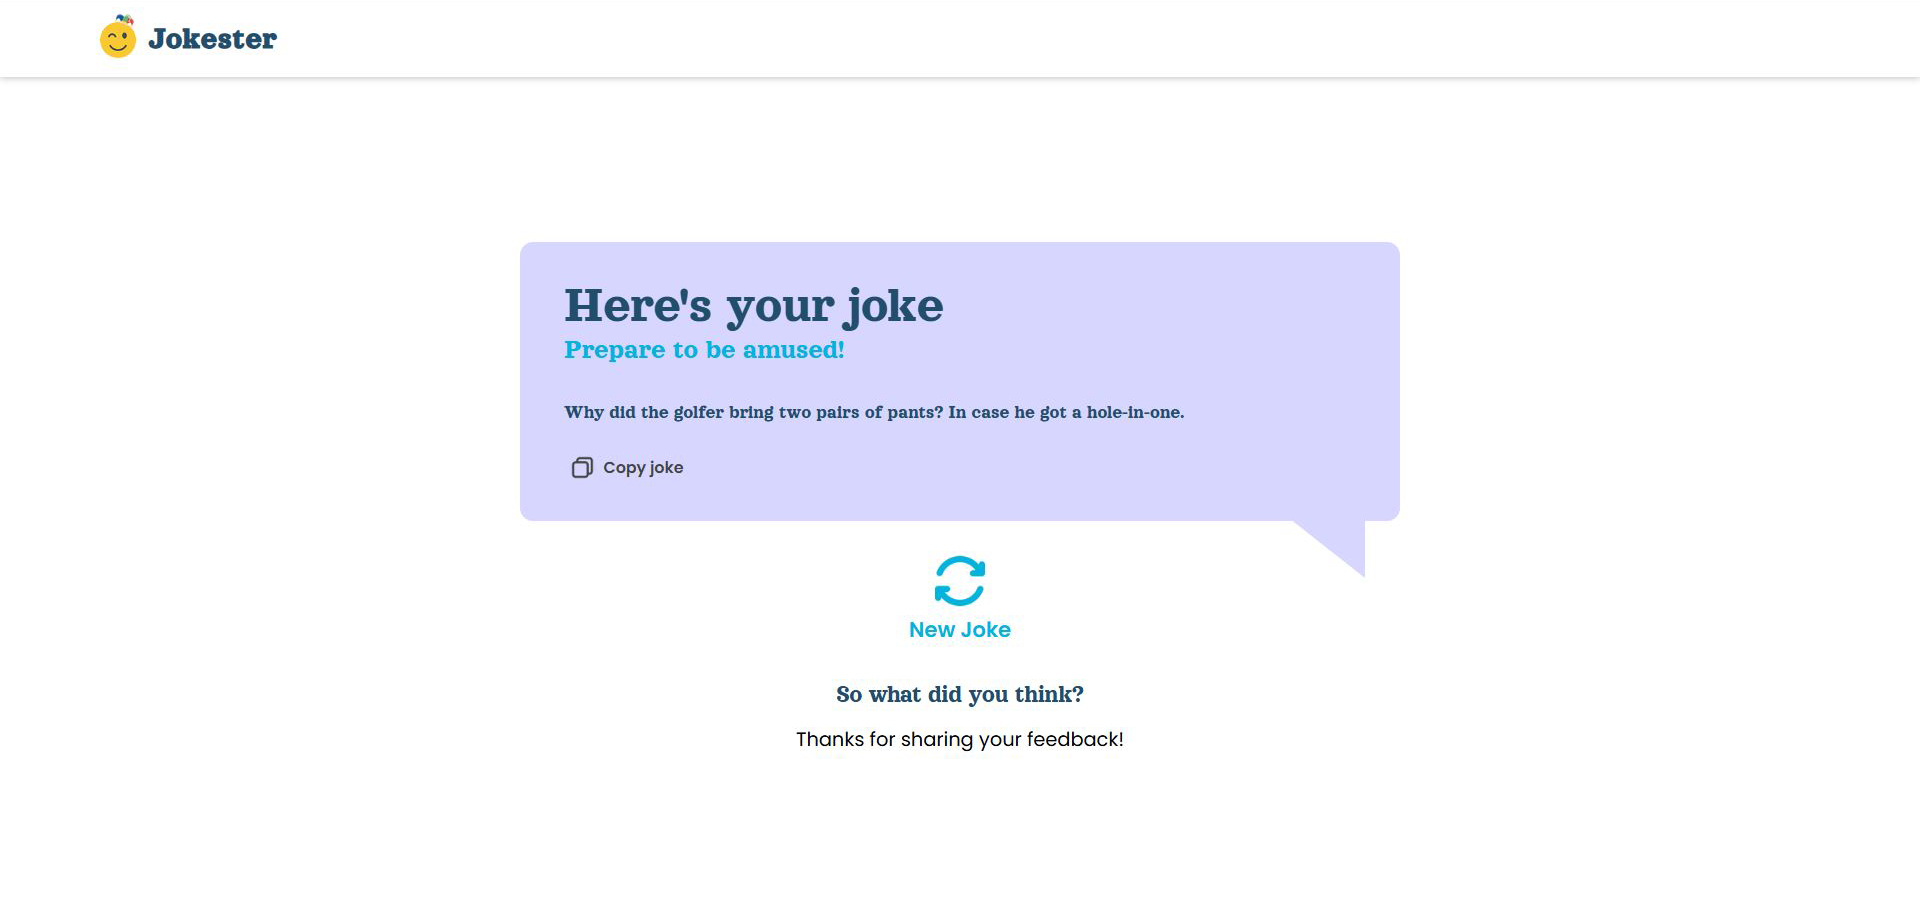 Jokester
Here's your joke
Prepare to be amused!
Why did the golfer bring two pairs of pants? In case he got a hole-in-one.
Copy joke
New Joke
So what did you think?
Thanks for sharing your feedback!